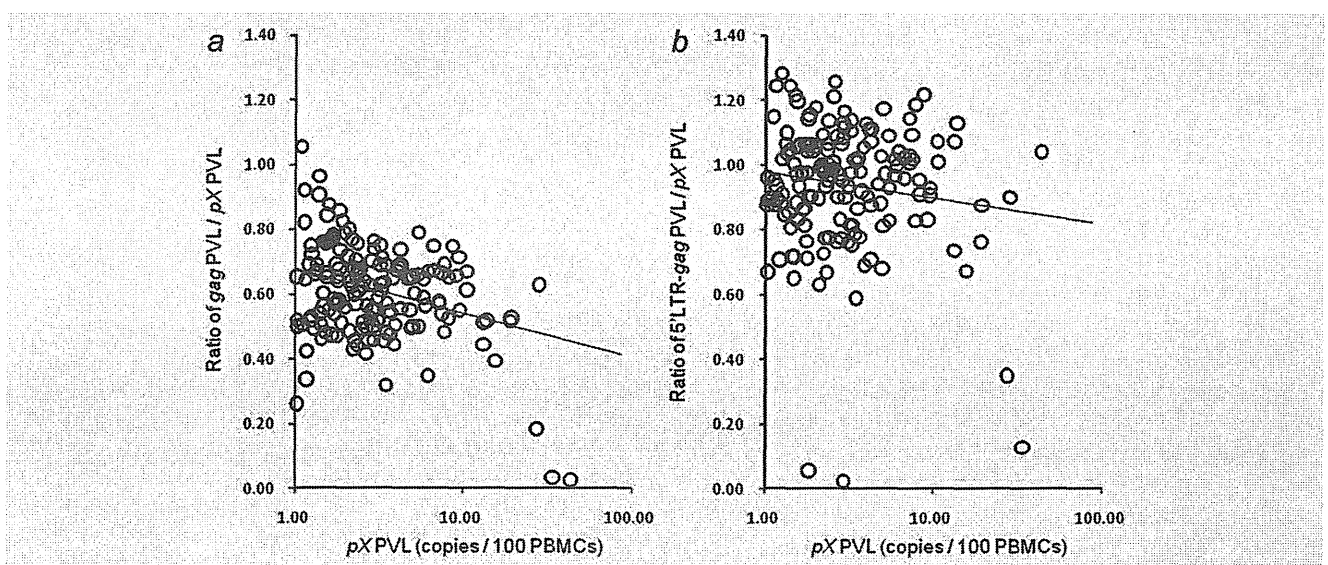 a
Ratio of gag PVL / pX PVL
1.40
1.20
1.00
0.80
0.60
0.40
0.20
0.00
1.00 10.00 100.00
pX PVL (copies / 100 PBMCs)
b
Ratio of 5'LTR-gag PVL/ pX PVL
1.40
1.20
1.00
0.80
0.60
0.40
0.20
0.00
1.00 10.00 100.00
pX PVL (copies / 100 PBMCs)